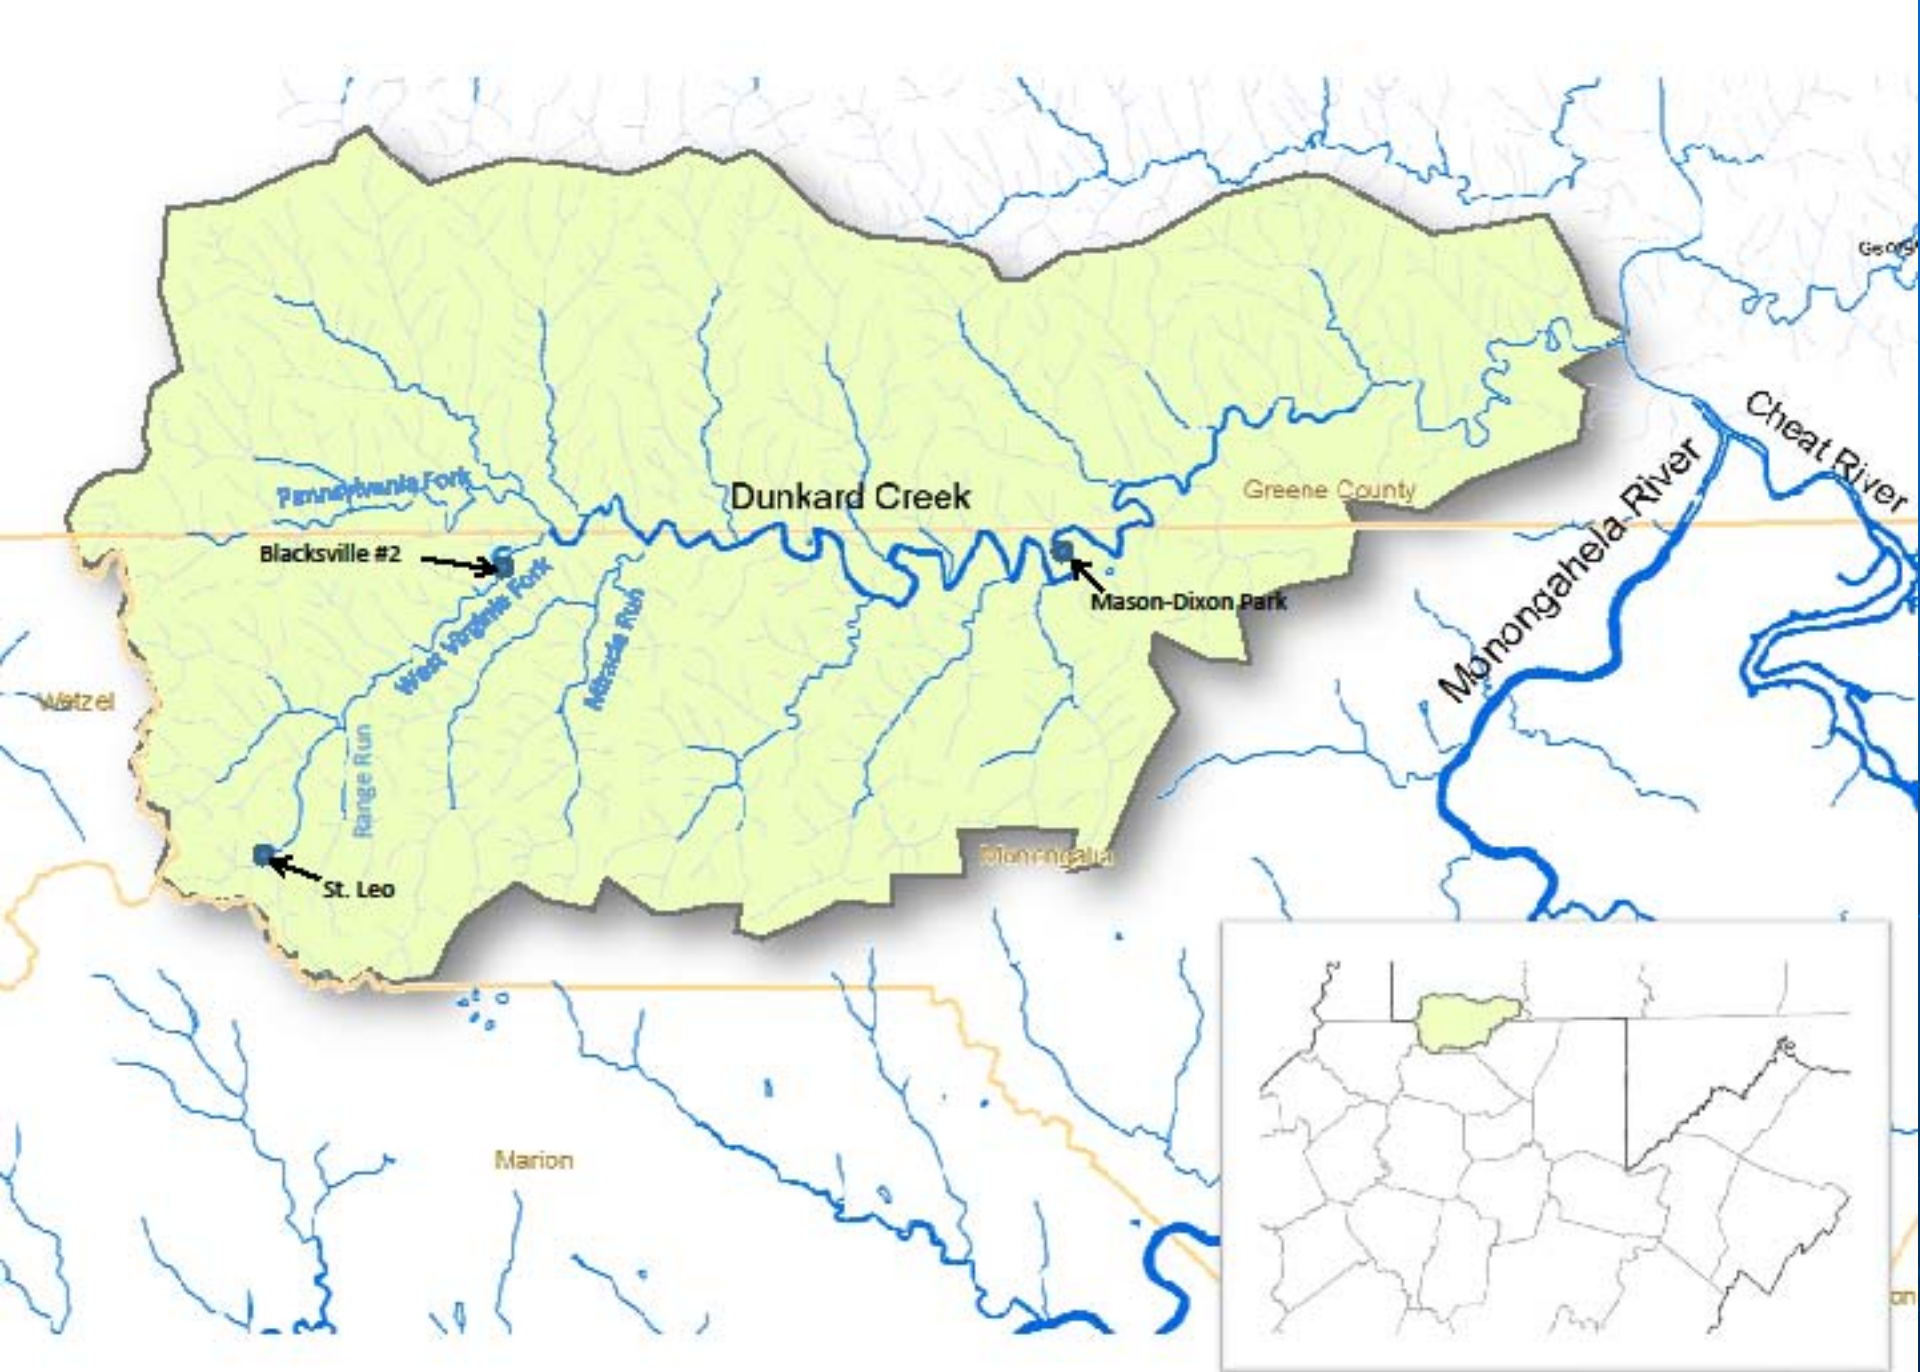 Cheat River
Monongahela River
Dunkard Creek
Pennsylvania Fork
Greene County
Blacksville #2
West Virginia Fork
Mason-Dixon Park
Miracle Run
Wetzel
Range Run
St. Leo
Monongalia
Marion